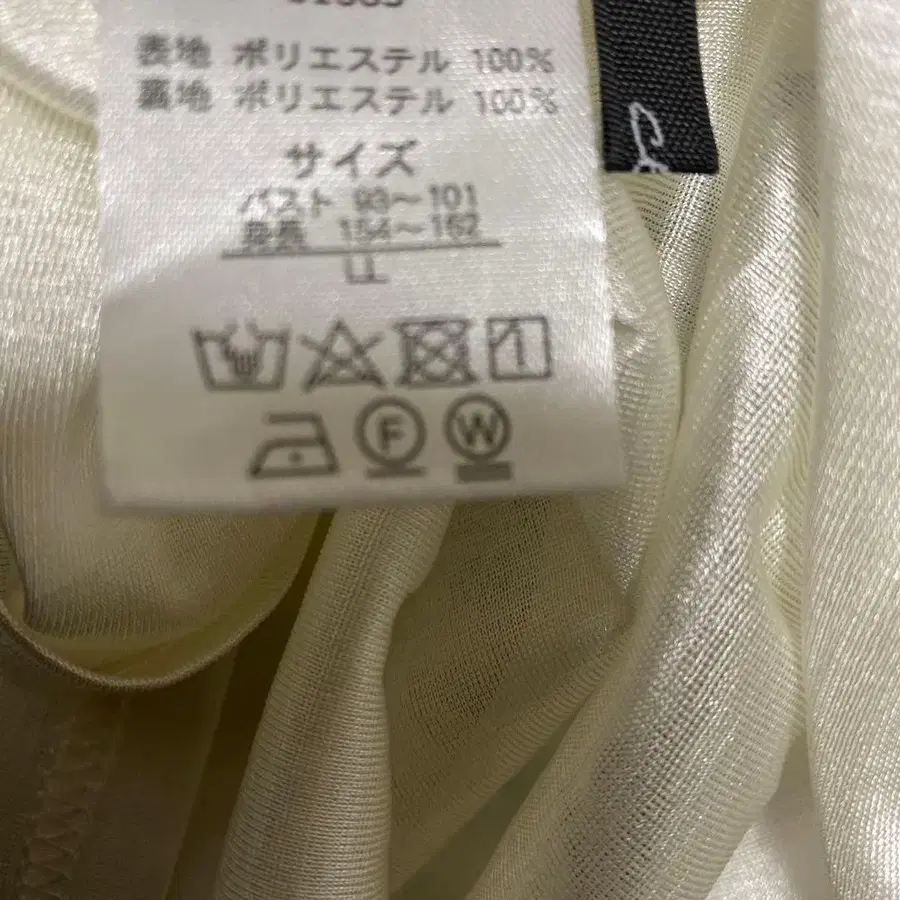 表地 ポリエステル 100%
裏地 ポリエステル 100%
サイズ
バスト 93〜101
身長 154〜162
LL
F W